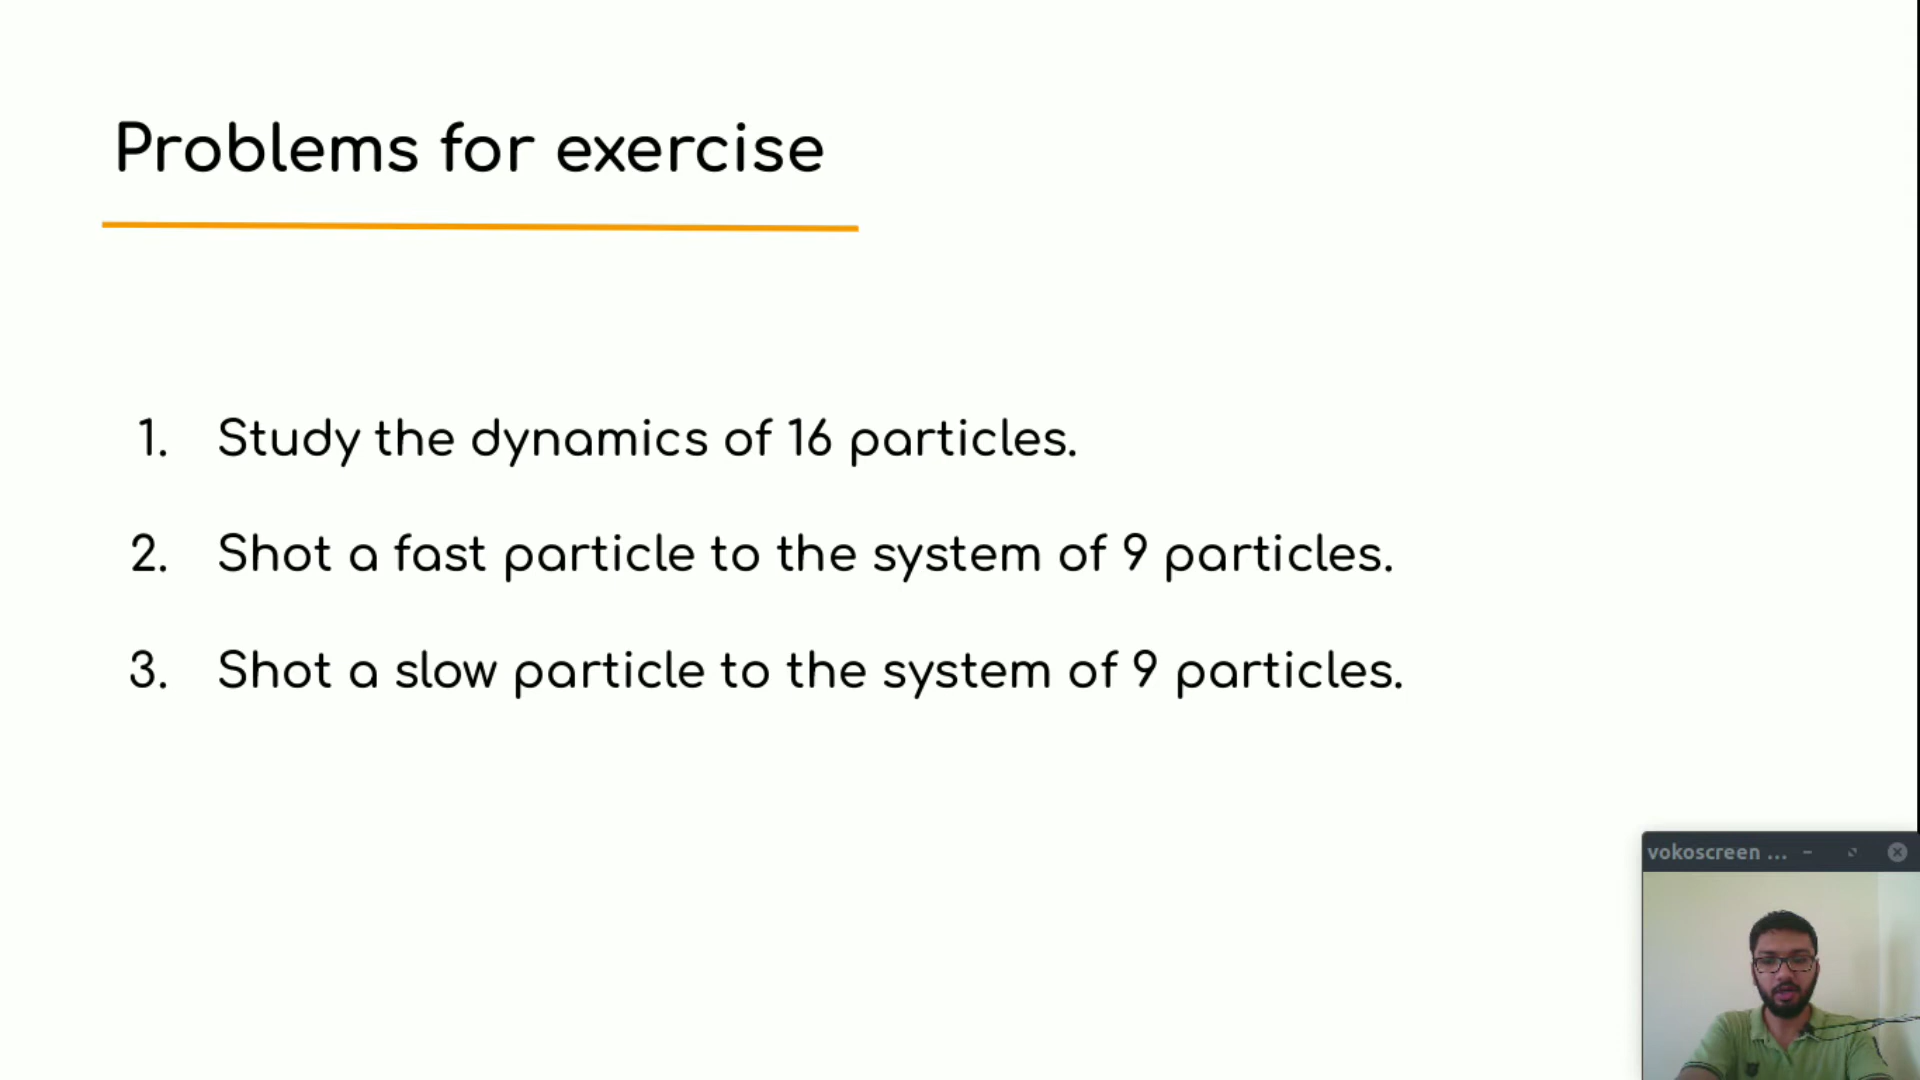 Problems for exercise
1. Study the dynamics of 16 particles.
2. Shot a fast particle to the system of 9 particles.
3. Shot a slow particle to the system of 9 particles.
vokoscreen ...